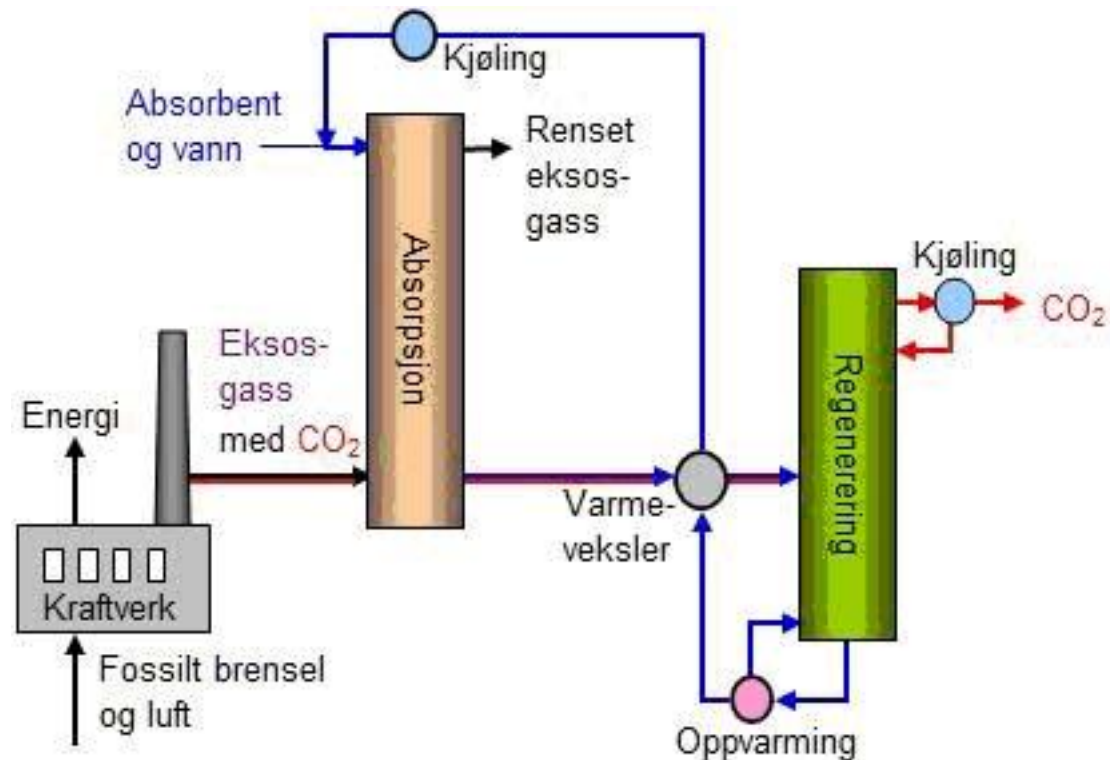 Kjøling
Absorbent
og vann
Renset
eksos-
gass
Absorpsjon
Kjøling
CO₂
Eksos-
gass
med CO₂
Energi
Regenerering
Varme-
veksler
Kraftverk
Fossilt brensel
og luft
Oppvarming